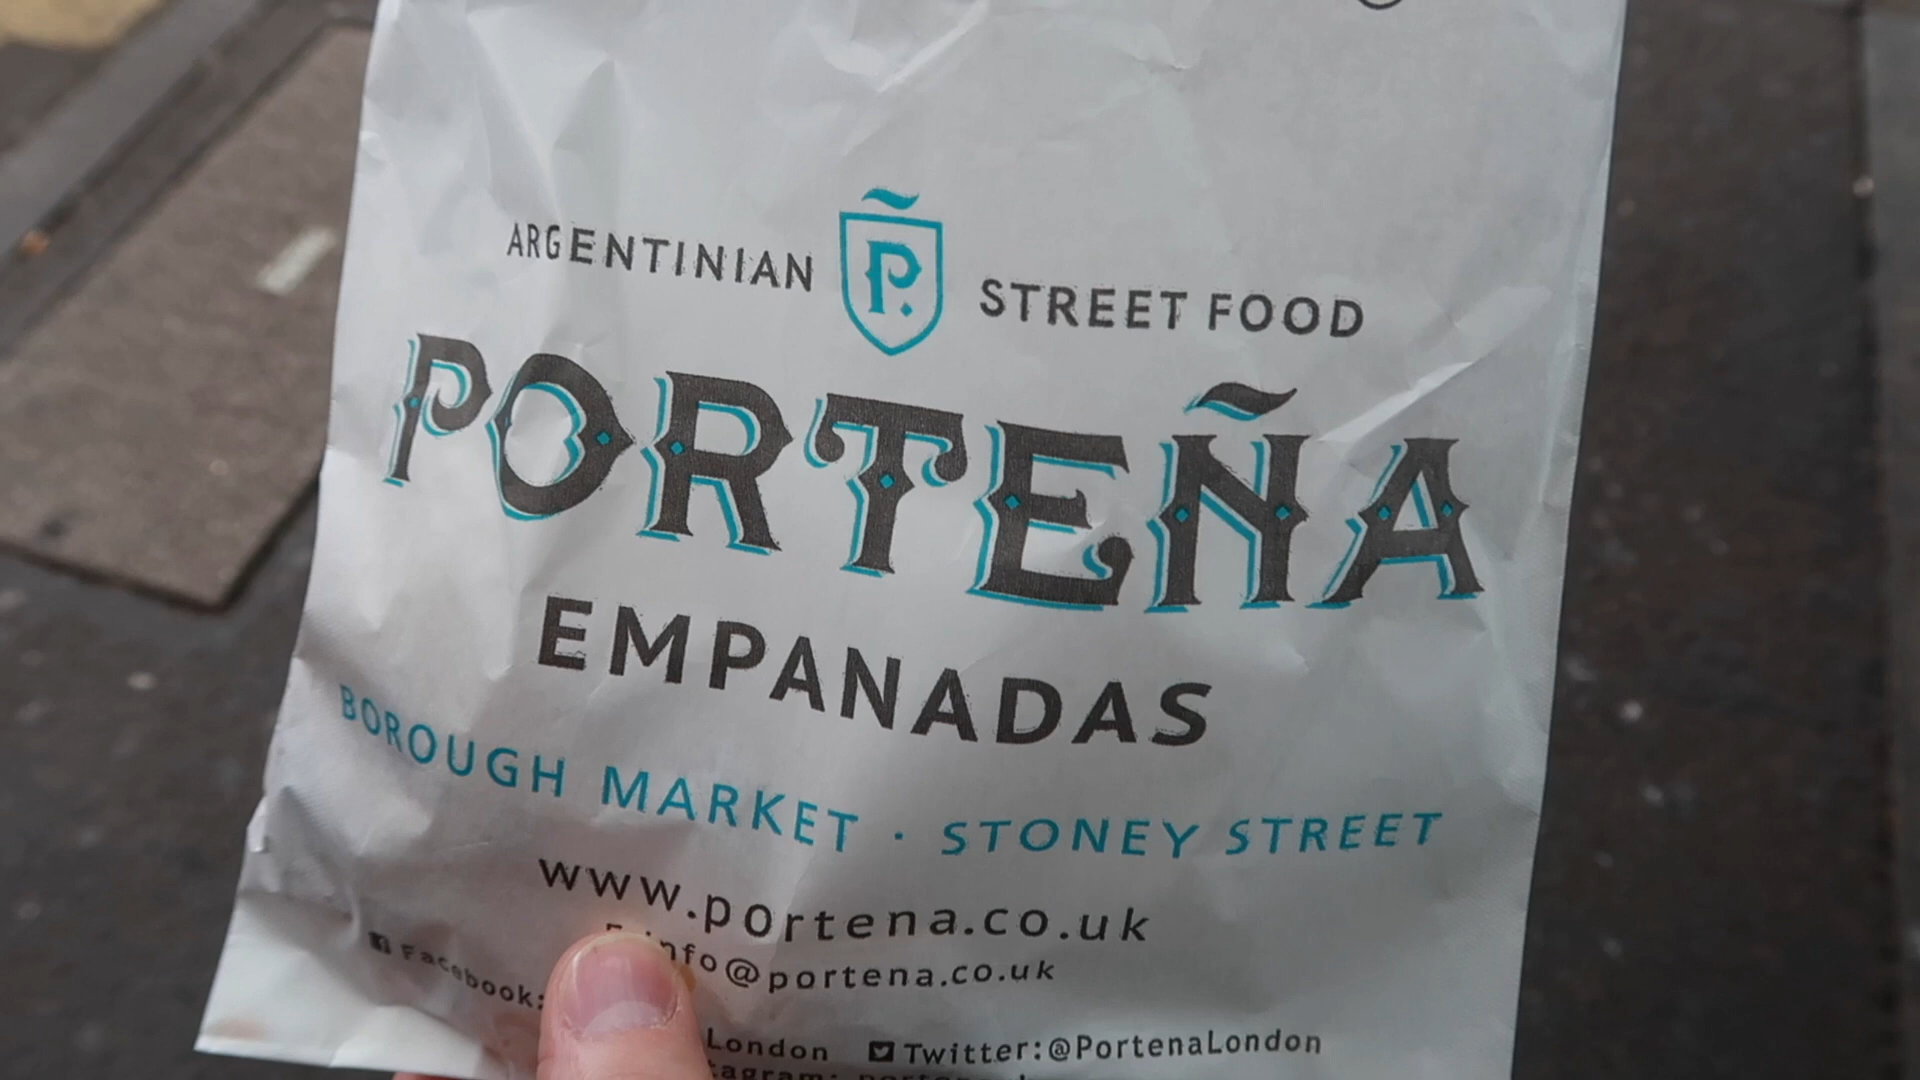 ARGENTINIAN P. STREET FOOD
PORTEÑA
EMPANADAS
BOROUGH MARKET · STONEY STREET
www.portena.co.uk
info@portena.co.uk
Facebook:
London Twitter:@PortenaLondon